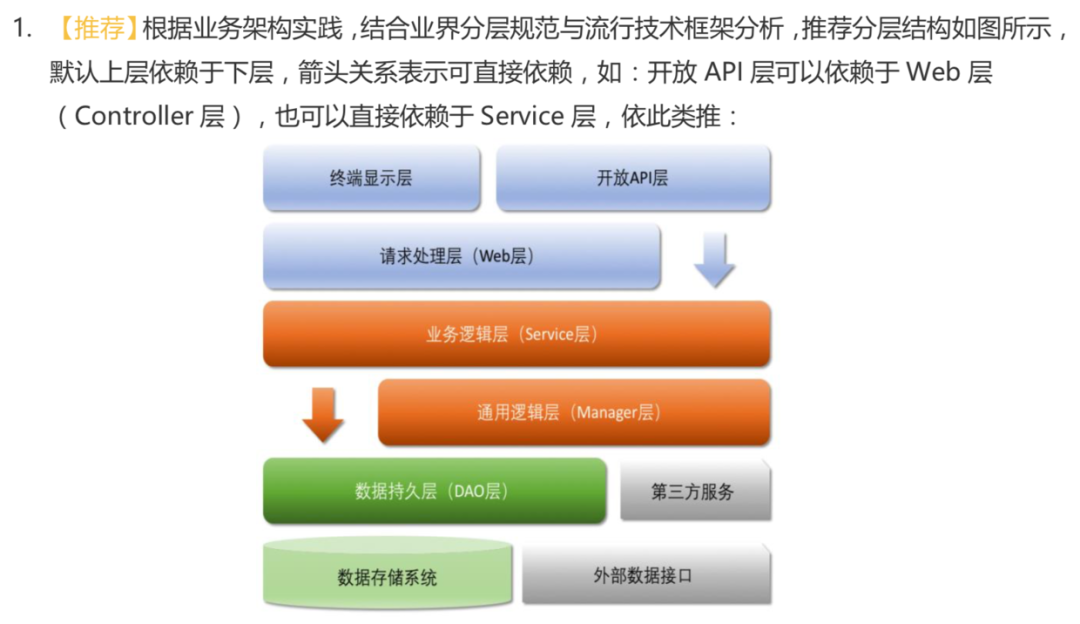 1. 【推荐】根据业务架构实践,结合业界分层规范与流行技术框架分析,推荐分层结构如图所示,
默认上层依赖于下层,箭头关系表示可直接依赖,如:开放 API 层可以依赖于 Web 层
(Controller 层),也可以直接依赖于 Service 层,依此类推:
终端显示层
开放API层
请求处理层(Web层)
业务逻辑层(Service层)
通用逻辑层(Manager层)
数据持久层(DAO层)
第三方服务
数据存储系统
外部数据接口